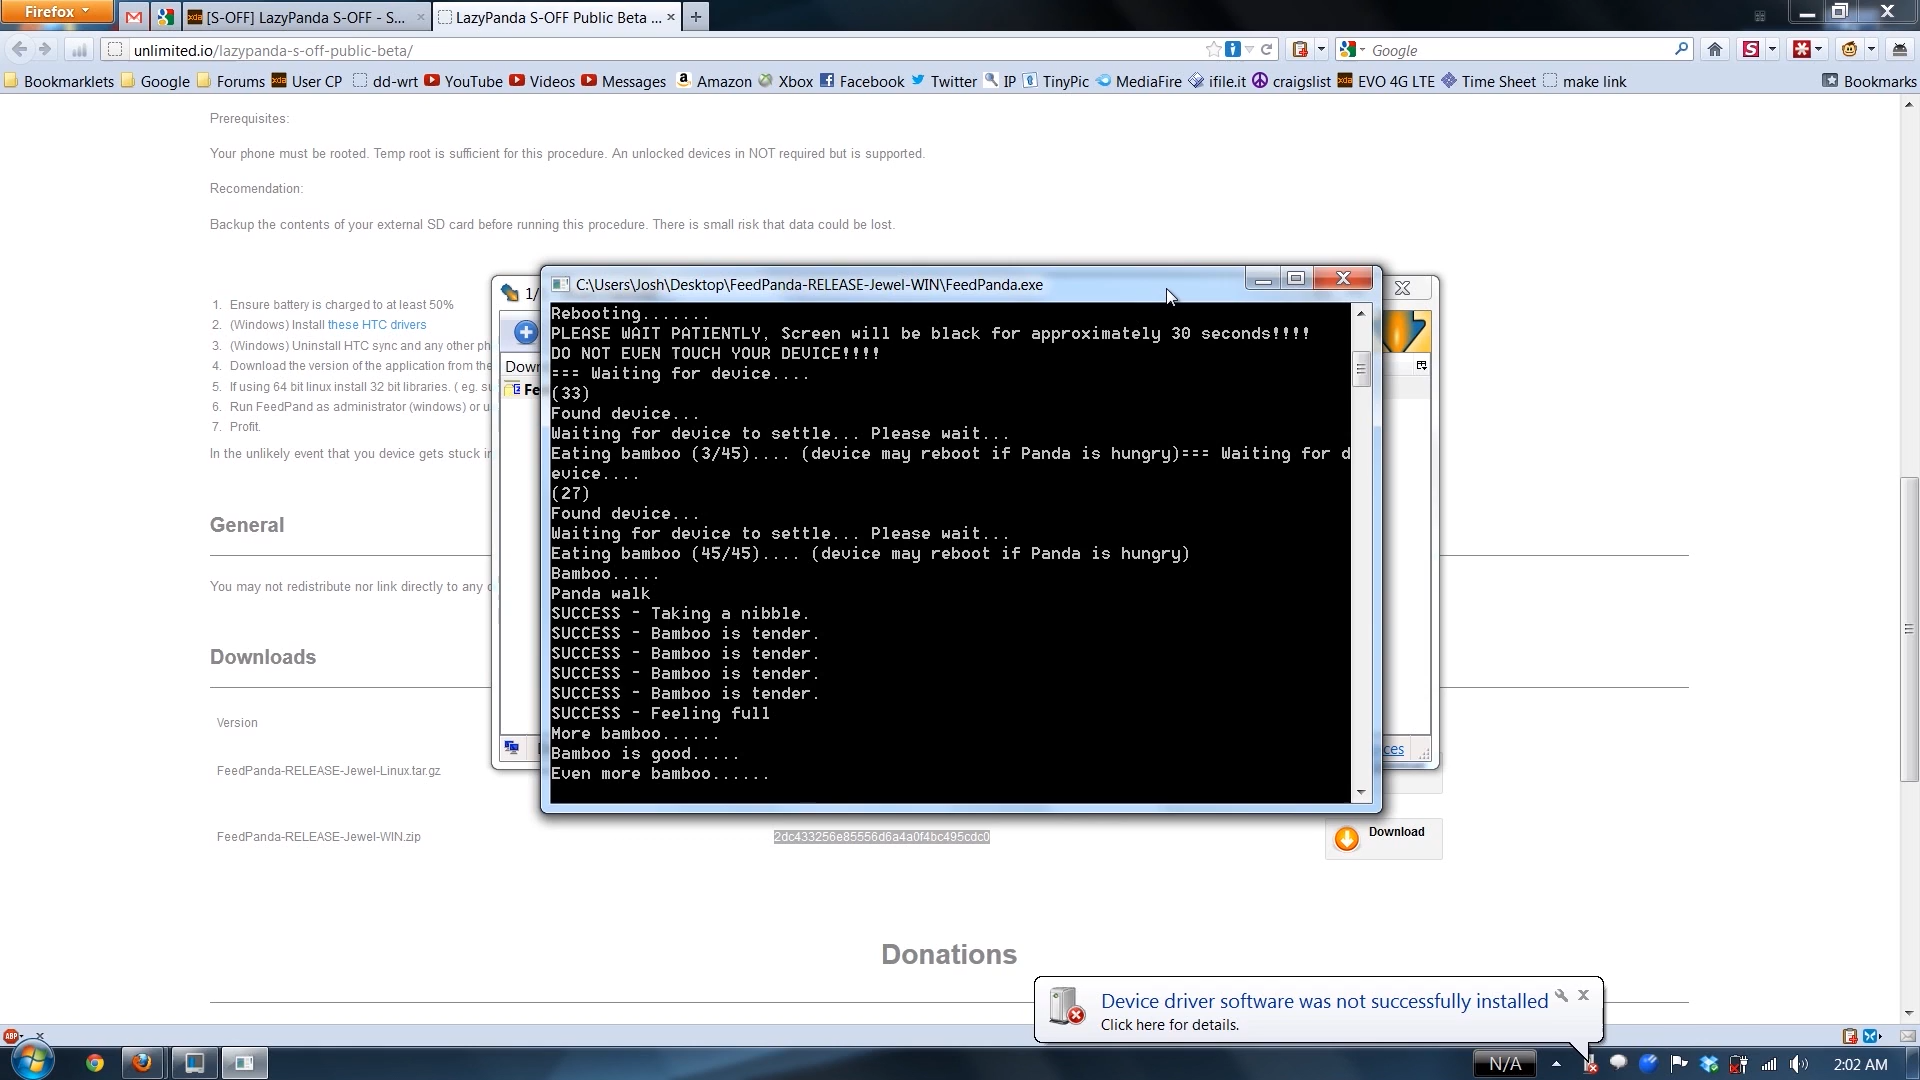 Firefox
[S-OFF] LazyPanda S-OFF - S...
LazyPanda S-OFF Public Beta ...
unlimited.io/lazypanda-s-off-public-beta/
Google
Bookmarklets Google Forums User CP dd-wrt YouTube Videos Messages Amazon Xbox Facebook Twitter IP TinyPic MediaFire ifile.it craigslist EVO 4G LTE Time Sheet make link Bookmarks
Prerequisites:
Your phone must be rooted. Temp root is sufficient for this procedure. An unlocked devices in NOT required but is supported.
Recomendation:
Backup the contents of your external SD card before running this procedure. There is small risk that data could be lost.
1. Ensure battery is charged to at least 50%
2. (Windows) Install these HTC drivers
3. (Windows) Uninstall HTC sync and any other ph
4. Download the version of the application from the
5. If using 64 bit linux install 32 bit libraries. ( eg. su
6. Run FeedPand as administrator (windows) or u
7. Profit.
In the unlikely event that you device gets stuck in
General
You may not redistribute nor link directly to any o
Downloads
Version
FeedPanda-RELEASE-Jewel-Linux.tar.gz
FeedPanda-RELEASE-Jewel-WIN.zip
2dc433256e85556d6a4a0f4bc495cdc0
Download
Donations
1/
Dow
Fe
ces
C:\Users\Josh\Desktop\FeedPanda-RELEASE-Jewel-WIN\FeedPanda.exe
Rebooting.......
PLEASE WAIT PATIENTLY, Screen will be black for approximately 30 seconds!!!!
DO NOT EVEN TOUCH YOUR DEVICE!!!!
=== Waiting for device....
(33)
Found device...
Waiting for device to settle... Please wait...
Eating bamboo (3/45).... (device may reboot if Panda is hungry)=== Waiting for d
evice....
(27)
Found device...
Waiting for device to settle... Please wait...
Eating bamboo (45/45).... (device may reboot if Panda is hungry)
Bamboo.....
Panda walk
SUCCESS - Taking a nibble.
SUCCESS - Bamboo is tender.
SUCCESS - Bamboo is tender.
SUCCESS - Bamboo is tender.
SUCCESS - Bamboo is tender.
SUCCESS - Feeling full
More bamboo......
Bamboo is good.....
Even more bamboo......
Device driver software was not successfully installed
Click here for details.
ABP
N/A
2:02 AM